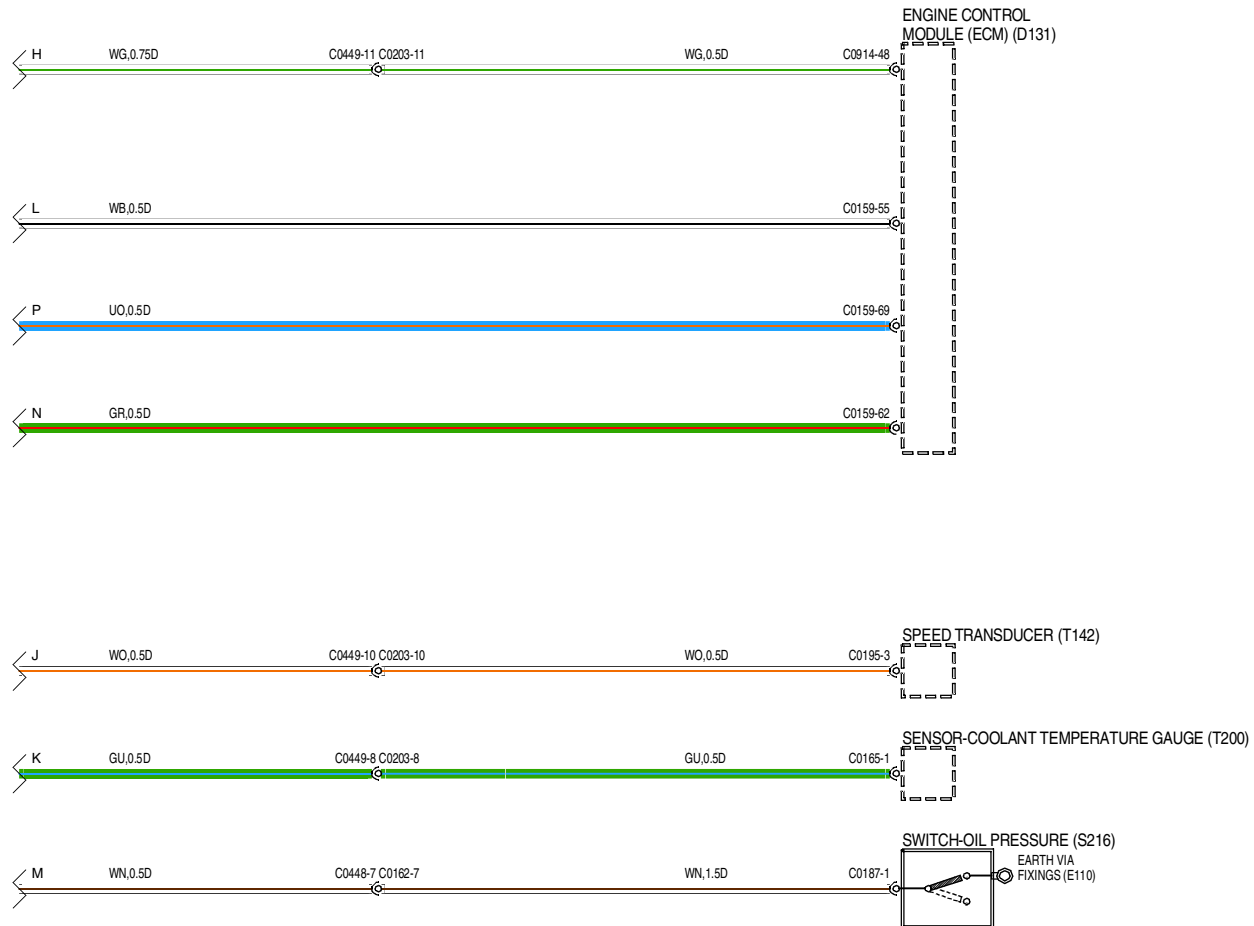 ENGINE CONTROL
MODULE (ECM) (D131)
H WG,0.75D C0449-11 C0203-11 WG,0.5D C0914-48
L WB,0.5D C0159-55
P UO,0.5D C0159-69
N GR,0.5D C0159-62
SPEED TRANSDUCER (T142)
J WO,0.5D C0449-10 C0203-10 WO,0.5D C0195-3
SENSOR-COOLANT TEMPERATURE GAUGE (T200)
K GU,0.5D C0449-8 C0203-8 GU,0.5D C0165-1
SWITCH-OIL PRESSURE (S216)
M WN,0.5D C0448-7 C0162-7 WN,1.5D C0187-1
EARTH VIA
FIXINGS (E110)